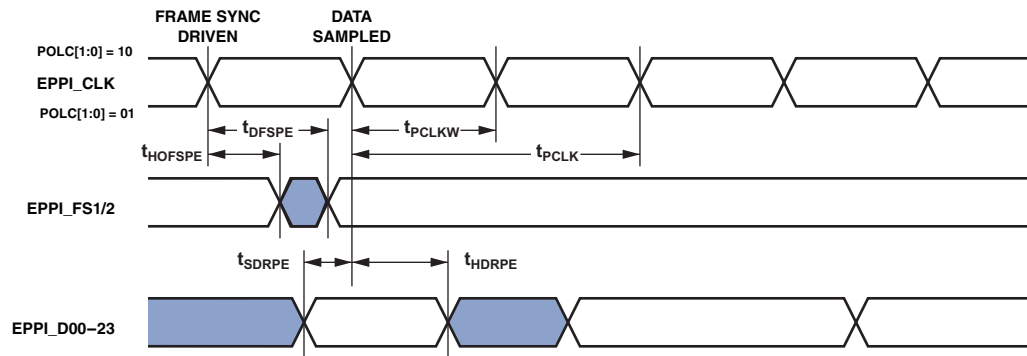 FRAME SYNC
DRIVEN
DATA
SAMPLED
POLC[1:0] = 10
EPPI_CLK
POLC[1:0] = 01
tDFSPE
tPCLKW
tHOFSPE
tPCLK
EPPI_FS1/2
tSDRPE
tHDRPE
EPPI_D00–23